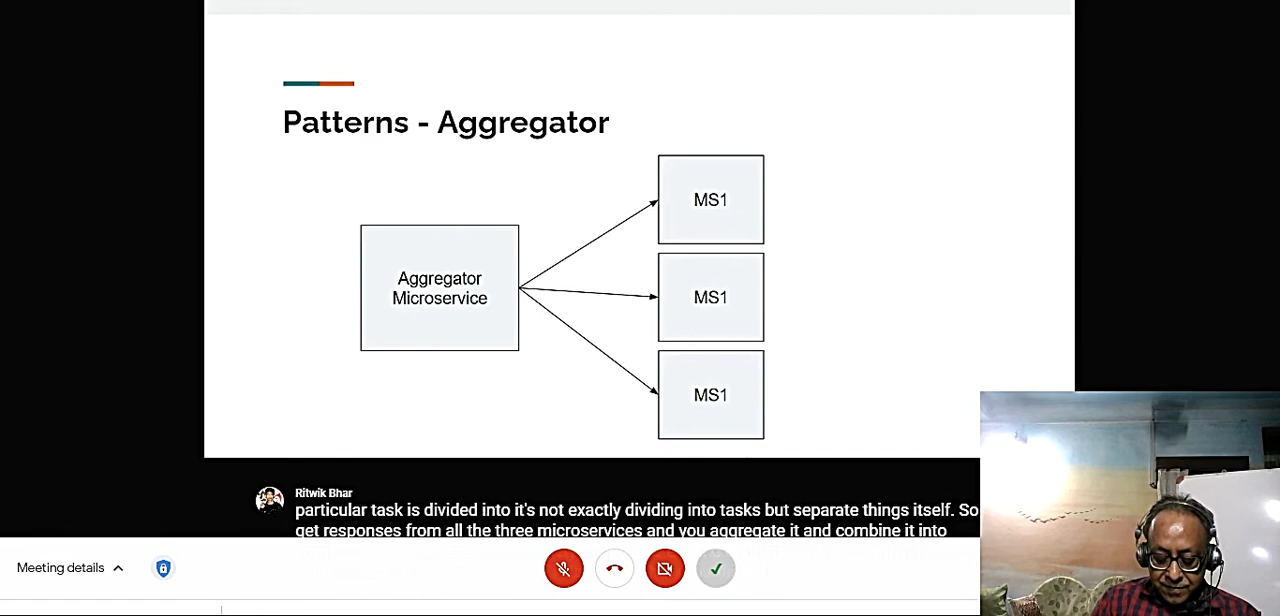 Patterns - Aggregator
MS1
Aggregator
Microservice
MS1
MS1
Ritwik Bhar
particular task is divided into it's not exactly dividing into tasks but separate things itself. So
get responses from all the three microservices and you aggregate it and combine it into
Meeting details